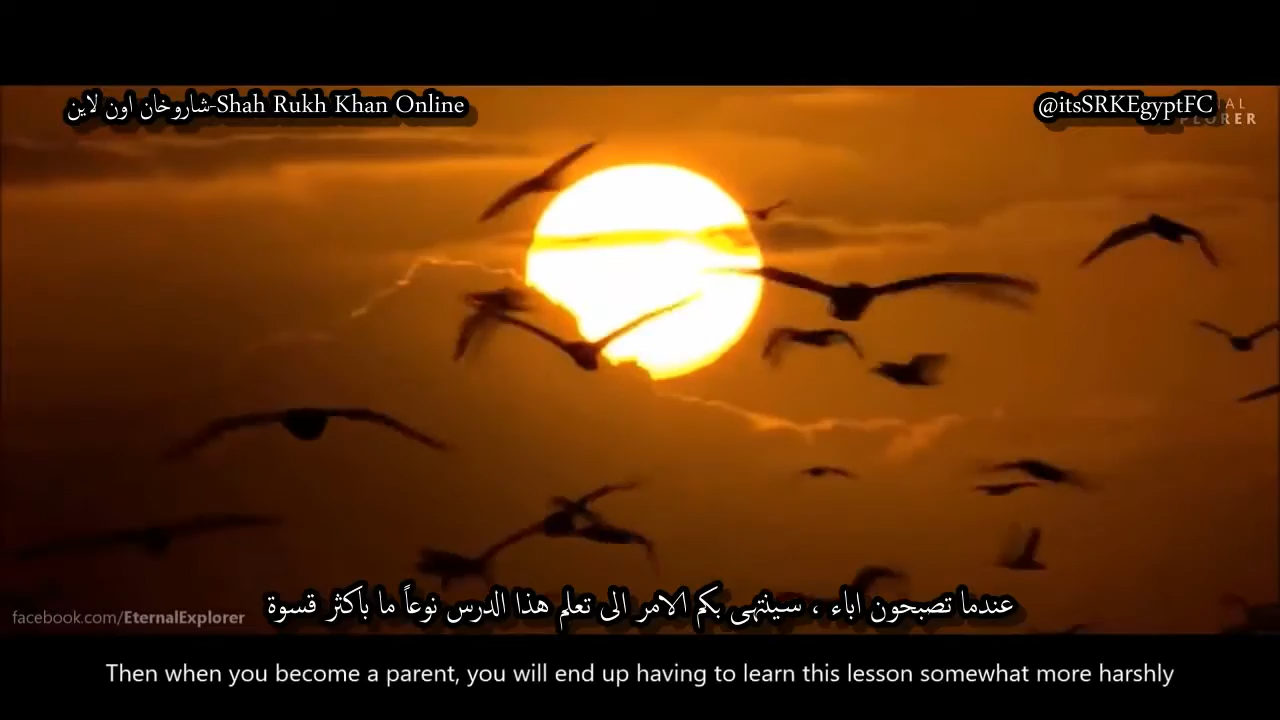 شاروخان اون لاين-Shah Rukh Khan Online
@itsSRKEgyptFC
عندما تصبحون اباء ، سينتهى بكم الامر الى تعلم هذا الدرس نوعاً ما باكثر قسوة
facebook.com/EternalExplorer
Then when you become a parent, you will end up having to learn this lesson somewhat more harshly